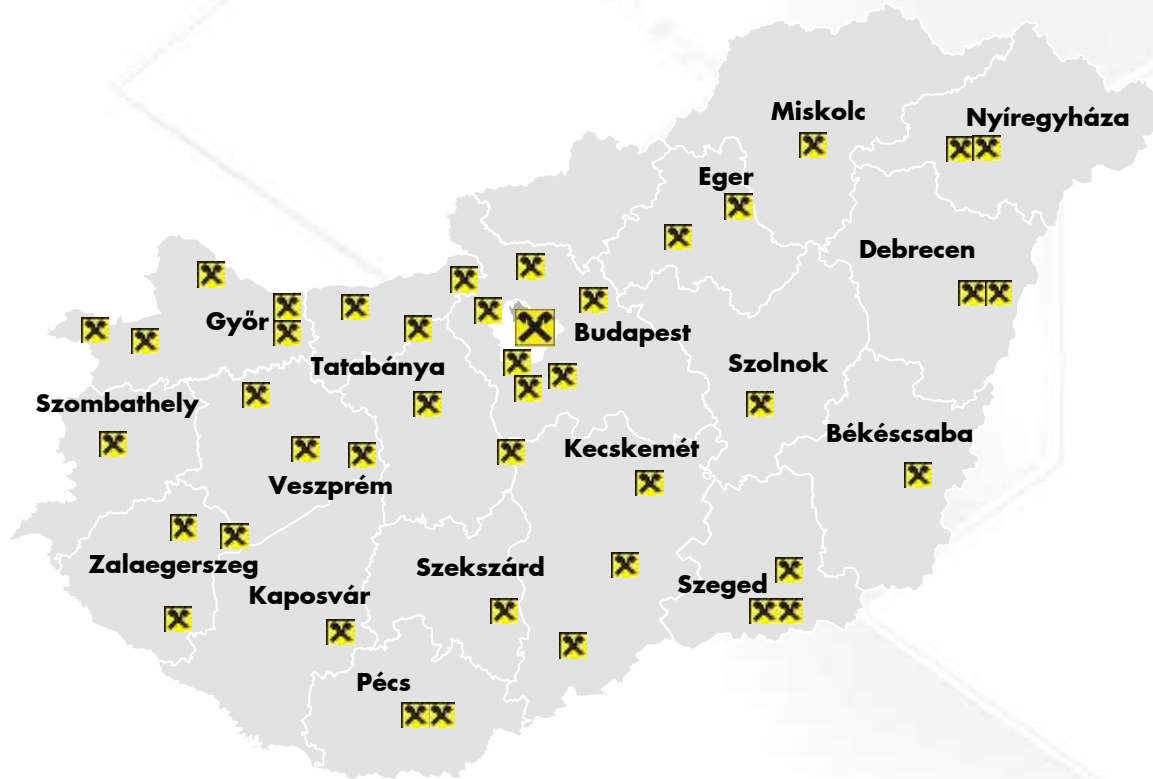 Miskolc
Nyíregyháza
Eger
Debrecen
Győr
Budapest
Tatabánya
Szolnok
Szombathely
Békéscsaba
Kecskemét
Veszprém
Zalaegerszeg
Szekszárd
Szeged
Kaposvár
Pécs